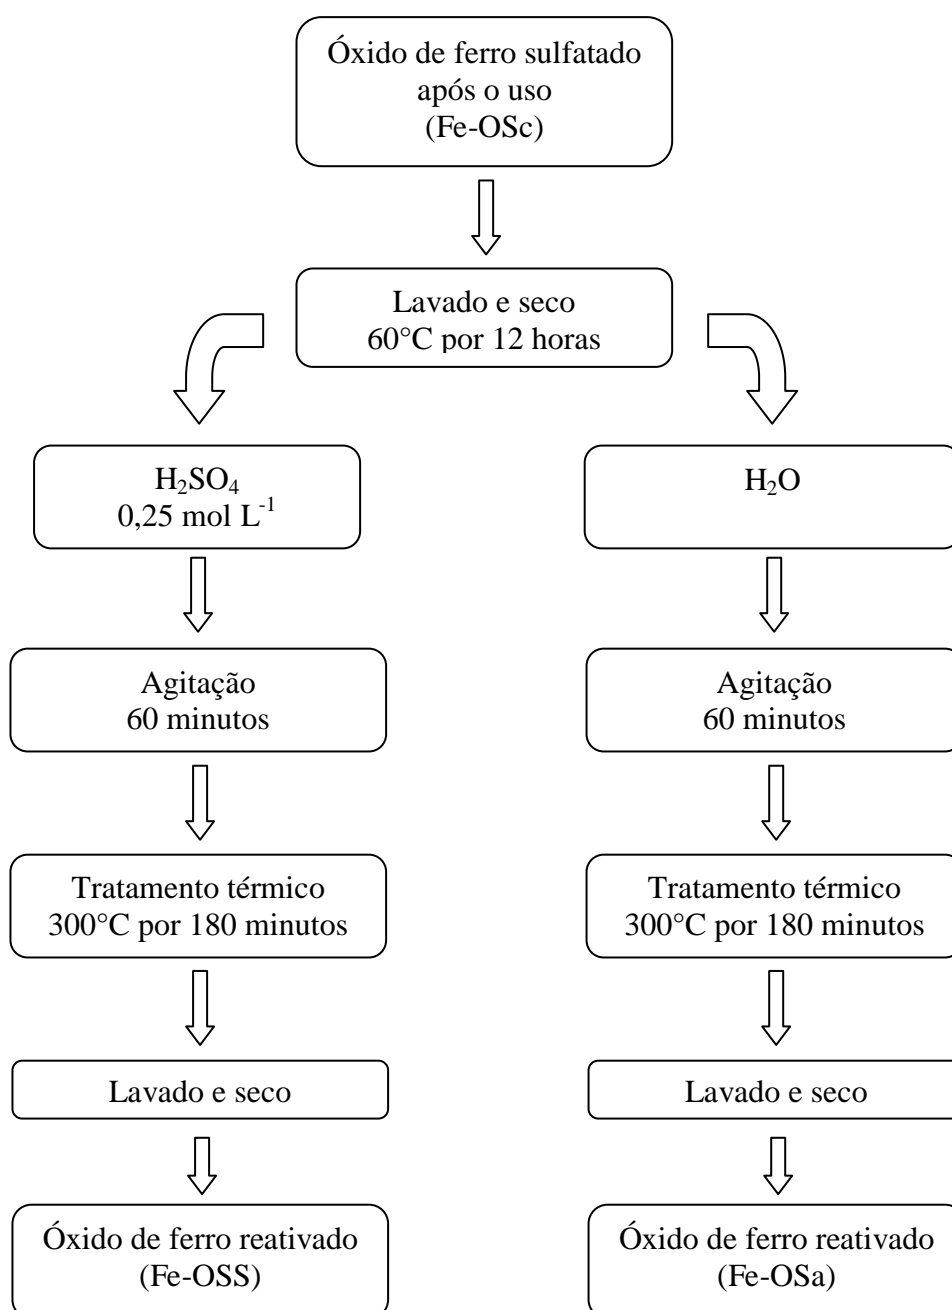 Óxido de ferro sulfatado
após o uso
(Fe-OSc)
Lavado e seco
60°C por 12 horas
H₂SO₄
0,25 mol L⁻¹
Agitação
60 minutos
Tratamento térmico
300°C por 180 minutos
Lavado e seco
Óxido de ferro reativado
(Fe-OSS)
H₂O
Agitação
60 minutos
Tratamento térmico
300°C por 180 minutos
Lavado e seco
Óxido de ferro reativado
(Fe-OSa)